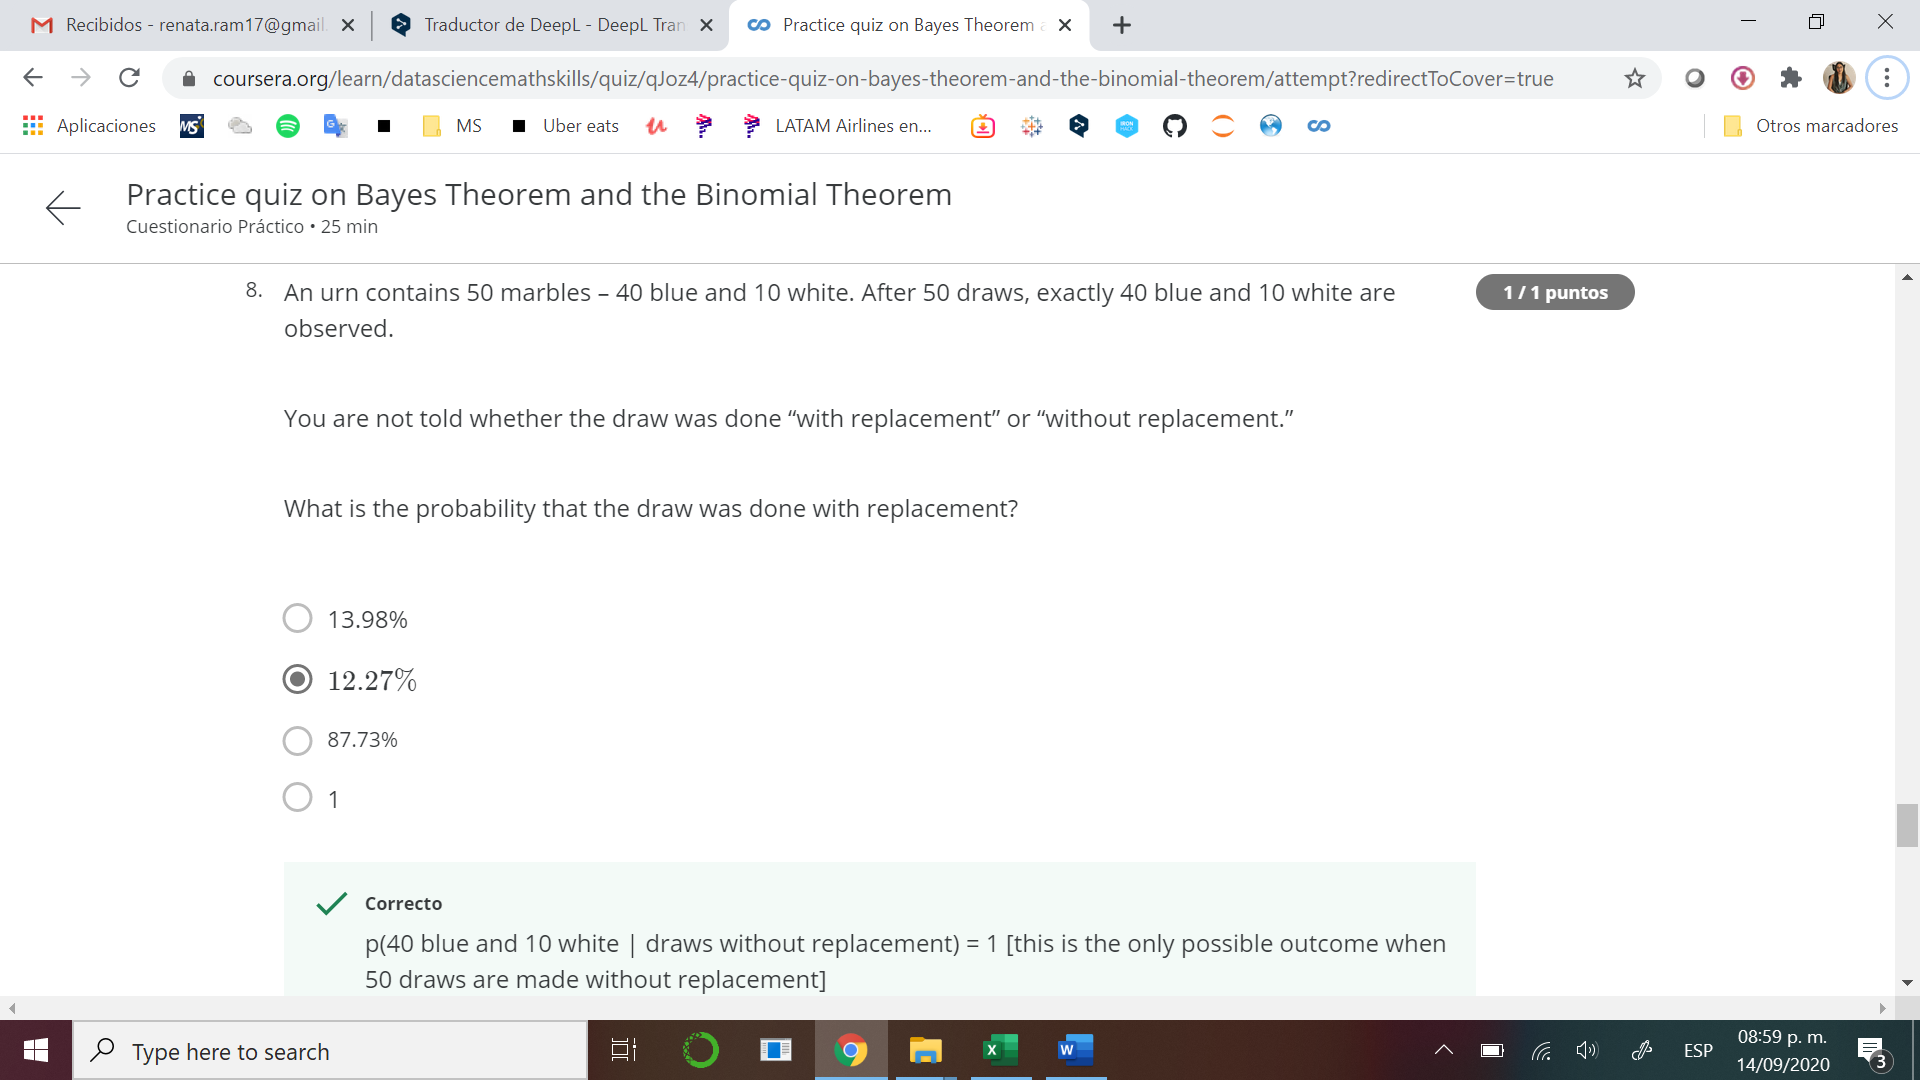 Recibidos - renata.ram17@gmail.
Traductor de DeepL - DeepL Tran
Practice quiz on Bayes Theorem a
coursera.org/learn/datasciencemathskills/quiz/qJoz4/practice-quiz-on-bayes-theorem-and-the-binomial-theorem/attempt?redirectToCover=true
Aplicaciones MS Uber eats LATAM Airlines en... Otros marcadores
Practice quiz on Bayes Theorem and the Binomial Theorem
Cuestionario Práctico • 25 min
8. An urn contains 50 marbles – 40 blue and 10 white. After 50 draws, exactly 40 blue and 10 white are
observed.
1 / 1 puntos
You are not told whether the draw was done “with replacement” or “without replacement.”
What is the probability that the draw was done with replacement?
13.98%
12.27%
87.73%
1
Correcto
p(40 blue and 10 white | draws without replacement) = 1 [this is the only possible outcome when
50 draws are made without replacement]
Type here to search
ESP
08:59 p. m.
14/09/2020
3